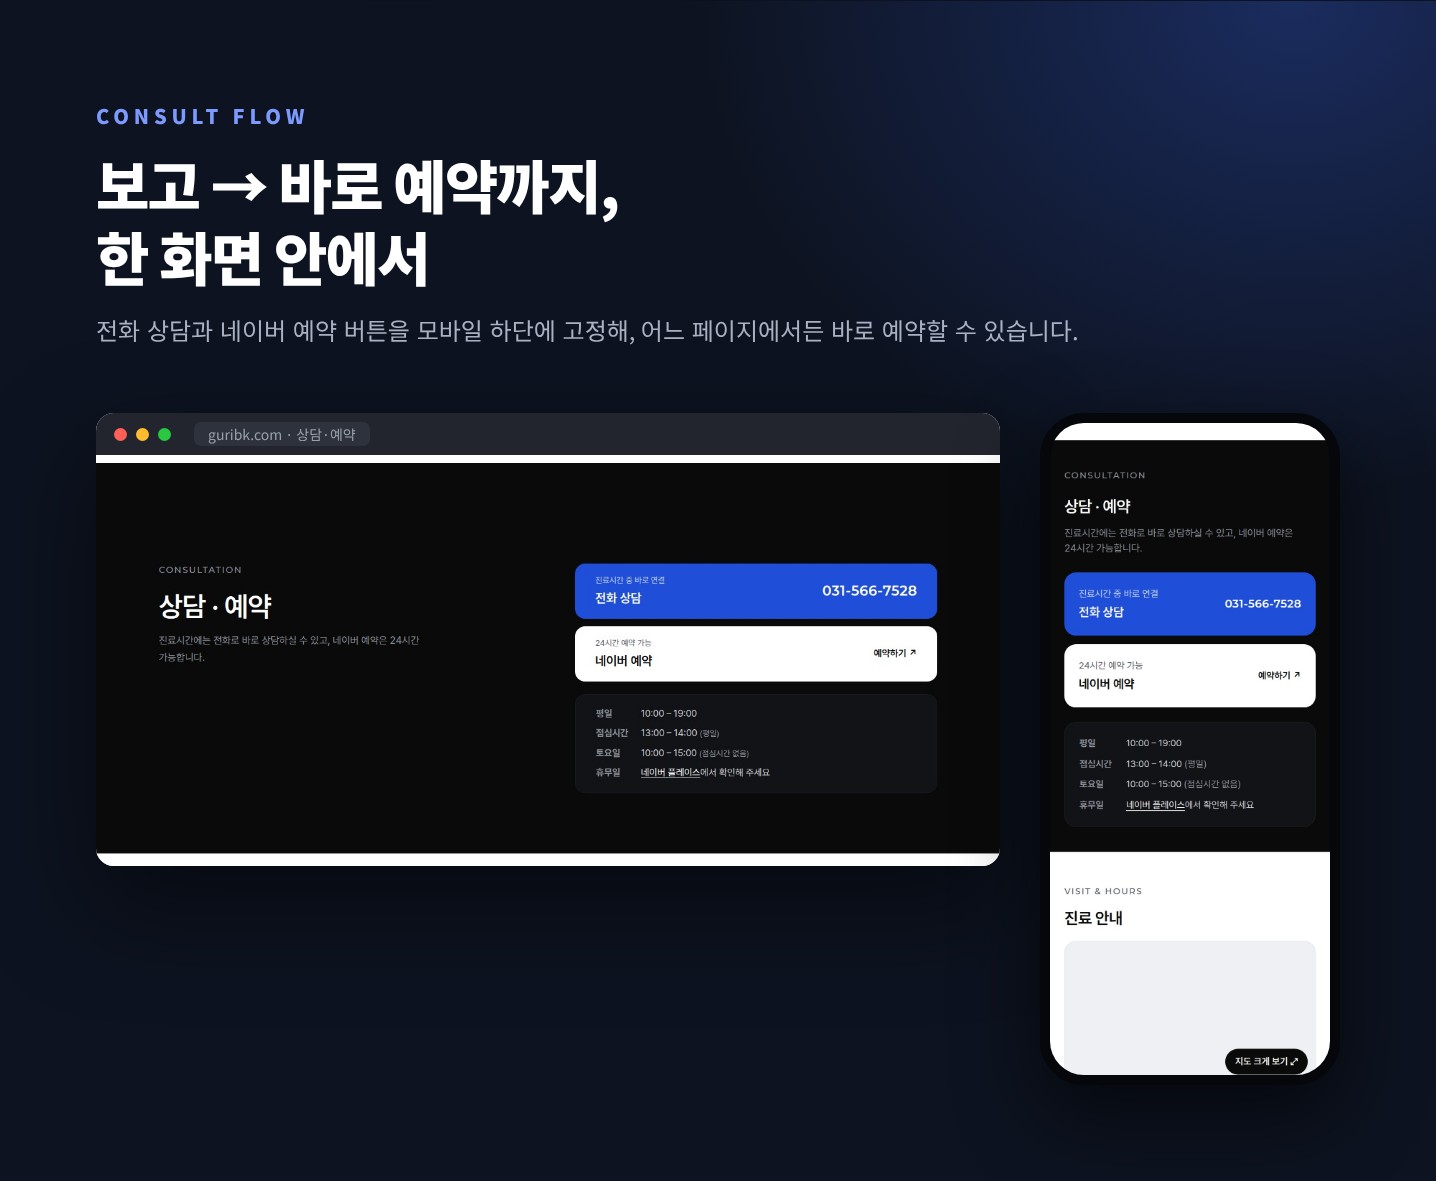 CONSULT FLOW
보고 → 바로 예약까지,
한 화면 안에서
전화 상담과 네이버 예약 버튼을 모바일 하단에 고정해, 어느 페이지에서든 바로 예약할 수 있습니다.
guribk.com · 상담·예약
CONSULTATION
상담 · 예약
진료시간에는 전화로 바로 상담하실 수 있고, 네이버 예약은 24시간
가능합니다.
진료시간 중 바로 연결
전화 상담
031-566-7528
24시간 예약 가능
네이버 예약
예약하기 ↗
평일 10:00 – 19:00
점심시간 13:00 – 14:00 (평일)
토요일 10:00 – 15:00 (점심시간 없음)
휴무일 네이버 플레이스에서 확인해 주세요
CONSULTATION
상담 · 예약
진료시간에는 전화로 바로 상담하실 수 있고, 네이버 예약은
24시간 가능합니다.
진료시간 중 바로 연결
전화 상담
031-566-7528
24시간 예약 가능
네이버 예약
예약하기 ↗
평일 10:00 – 19:00
점심시간 13:00 – 14:00 (평일)
토요일 10:00 – 15:00 (점심시간 없음)
휴무일 네이버 플레이스에서 확인해 주세요
VISIT & HOURS
진료 안내
지도 크게 보기 ⤢